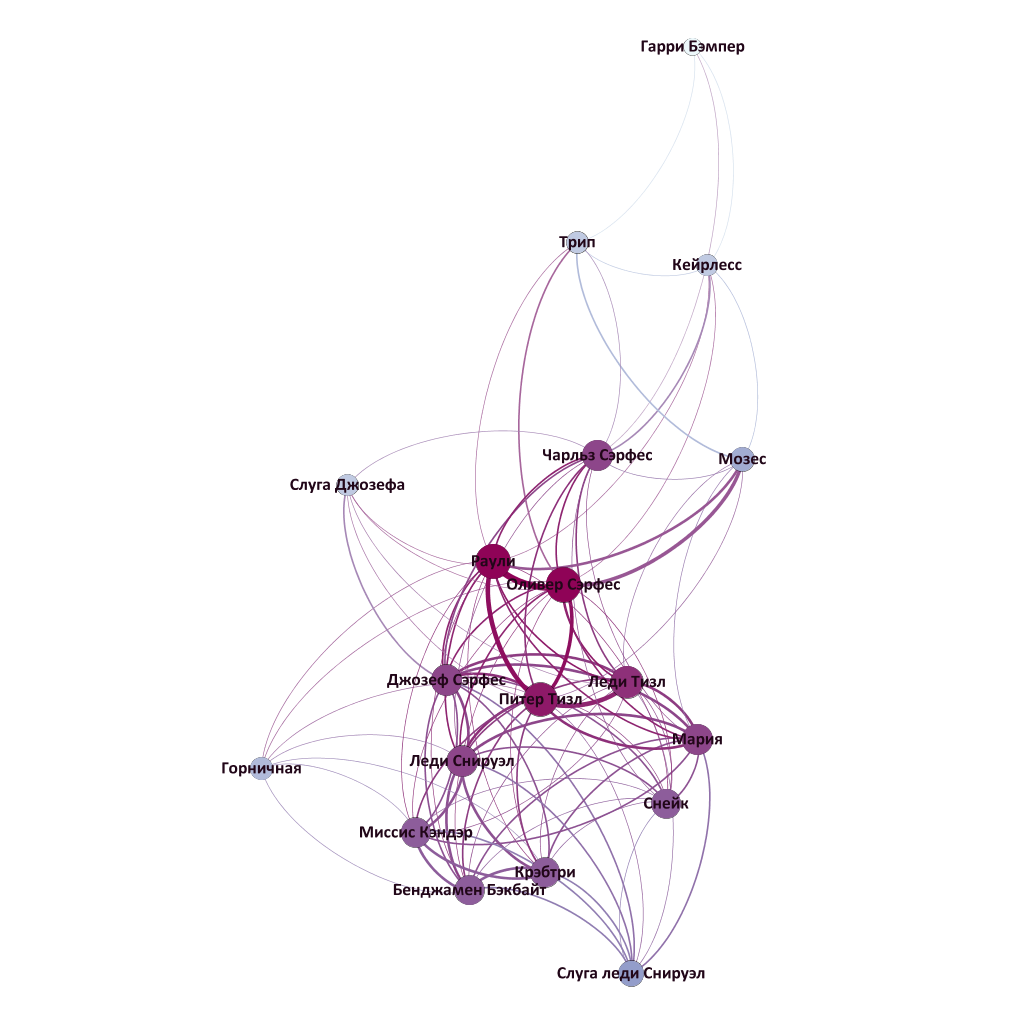 Гарри Бэмпер
Трип
Кейрлесс
Чарльз Сэрфес
Мозес
Слуга Джозефа
Раули
Оливер Сэрфес
Джозеф Сэрфес
Леди Тизл
Питер Тизл
Мария
Леди Снируэл
Горничная
Снейк
Миссис Кэндэр
Крэбтри
Бенджамен Бэкбайт
Слуга леди Снируэл